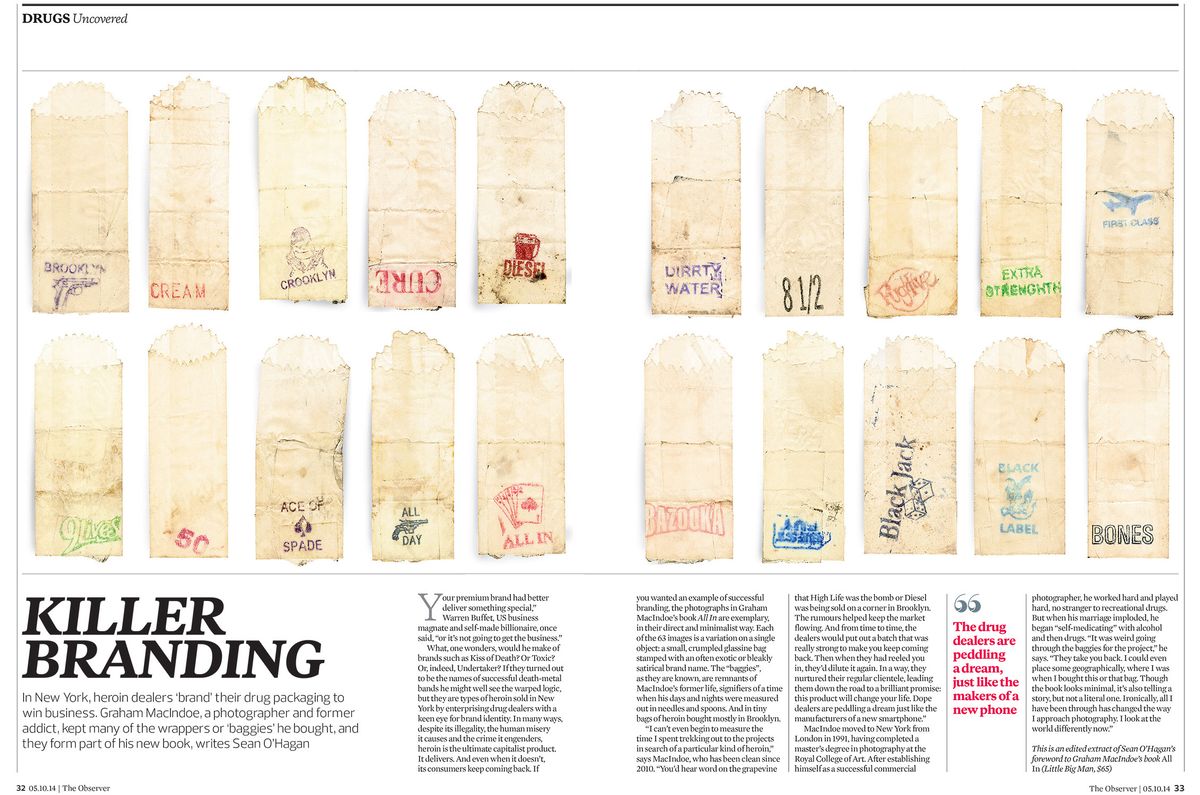 DRUGS Uncovered
BROOKLYN
CREAM
CROOKLYN
CURE
DIESEL
DIRRTY
WATER
8 1/2
Fugitive
EXTRA
STRENGHTH
FIRST CLASS
9 lives
50
ACE OF
SPADE
ALL
DAY
ALL IN
BAZOOKA
Black Jack
BLACK
LABEL
BONES
KILLER
BRANDING
In New York, heroin dealers ‘brand’ their drug packaging to
win business. Graham MacIndoe, a photographer and former
addict, kept many of the wrappers or ‘baggies’ he bought, and
they form part of his new book, writes Sean O’Hagan
Your premium brand had better
deliver something special,”
Warren Buffet, US business
magnate and self-made billionaire, once
said, “or it’s not going to get the business.”
What, one wonders, would he make of
brands such as Kiss of Death? Or Toxic?
Or, indeed, Undertaker? If they turned out
to be the names of successful death-metal
bands he might well see the warped logic,
but they are types of heroin sold in New
York by enterprising drug dealers with a
keen eye for brand identity. In many ways,
despite its illegality, the human misery
it causes and the crime it engenders,
heroin is the ultimate capitalist product.
It delivers. And even when it doesn’t,
its consumers keep coming back. If
you wanted an example of successful
branding, the photographs in Graham
MacIndoe’s book All In are exemplary,
in their direct and minimalist way. Each
of the 63 images is a variation on a single
object: a small, crumpled glassine bag
stamped with an often exotic or bleakly
satirical brand name. The “baggies”,
as they are known, are remnants of
MacIndoe’s former life, signifiers of a time
when his days and nights were measured
out in needles and spoons. And in tiny
bags of heroin bought mostly in Brooklyn.
“I can’t even begin to measure the
time I spent trekking out to the projects
in search of a particular kind of heroin,”
says MacIndoe, who has been clean since
2010. “You’d hear word on the grapevine
that High Life was the bomb or Diesel
was being sold on a corner in Brooklyn.
The rumours helped keep the market
flowing. And from time to time, the
dealers would put out a batch that was
really strong to make you keep coming
back. Then when they had reeled you
in, they’d dilute it again. In a way, they
nurtured their regular clientele, leading
them down the road to a brilliant promise:
this product will change your life. Dope
dealers are peddling a dream just like the
manufacturers of a new smartphone.”
MacIndoe moved to New York from
London in 1991, having completed a
master’s degree in photography at the
Royal College of Art. After establishing
himself as a successful commercial
“
The drug
dealers are
peddling
a dream,
just like the
makers of a
new phone
photographer, he worked hard and played
hard, no stranger to recreational drugs.
But when his marriage imploded, he
began “self-medicating” with alcohol
and then drugs. “It was weird going
through the baggies for the project,” he
says. “They take you back. I could even
place some geographically, where I was
when I bought this or that bag. Though
the book looks minimal, it’s also telling a
story, but not a literal one. Ironically, all I
have been through has changed the way
I approach photography. I look at the
world differently now.”
This is an edited extract of Sean O’Hagan’s
foreword to Graham MacIndoe’s book All
In (Little Big Man, $65)
32 05.10.14 | The Observer
The Observer | 05.10.14 33